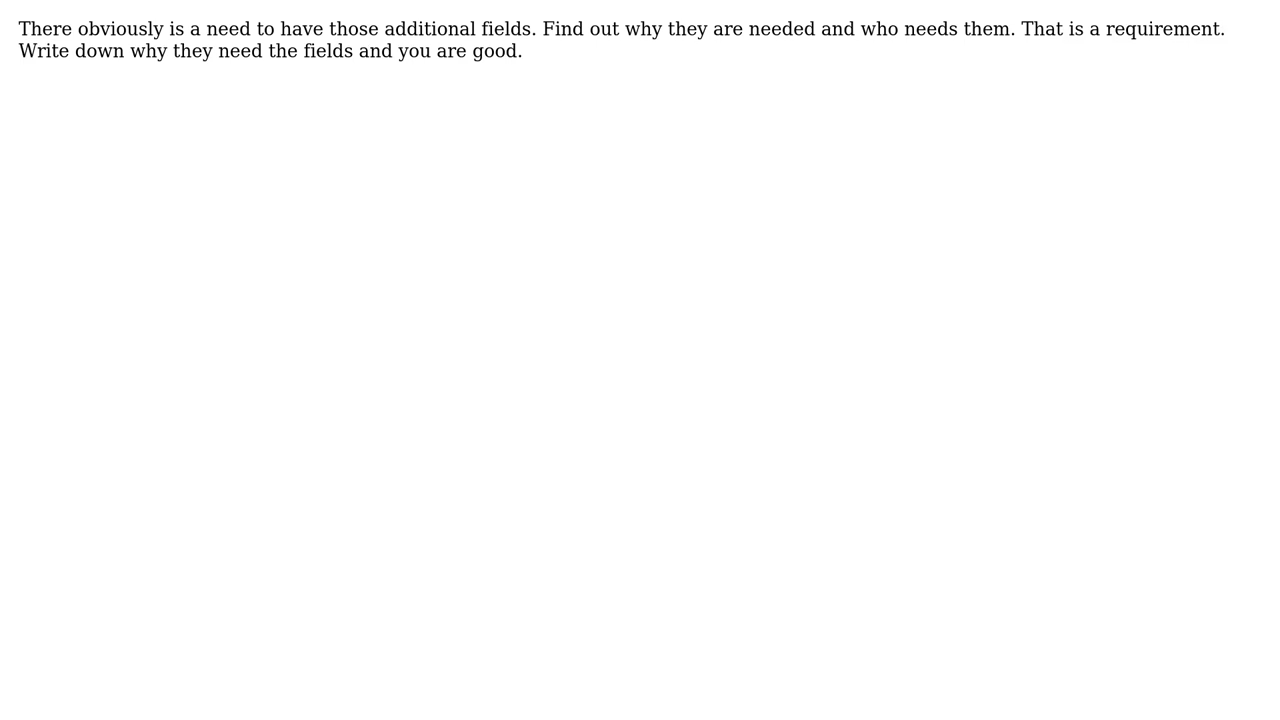 There obviously is a need to have those additional fields. Find out why they are needed and who needs them. That is a requirement.
Write down why they need the fields and you are good.